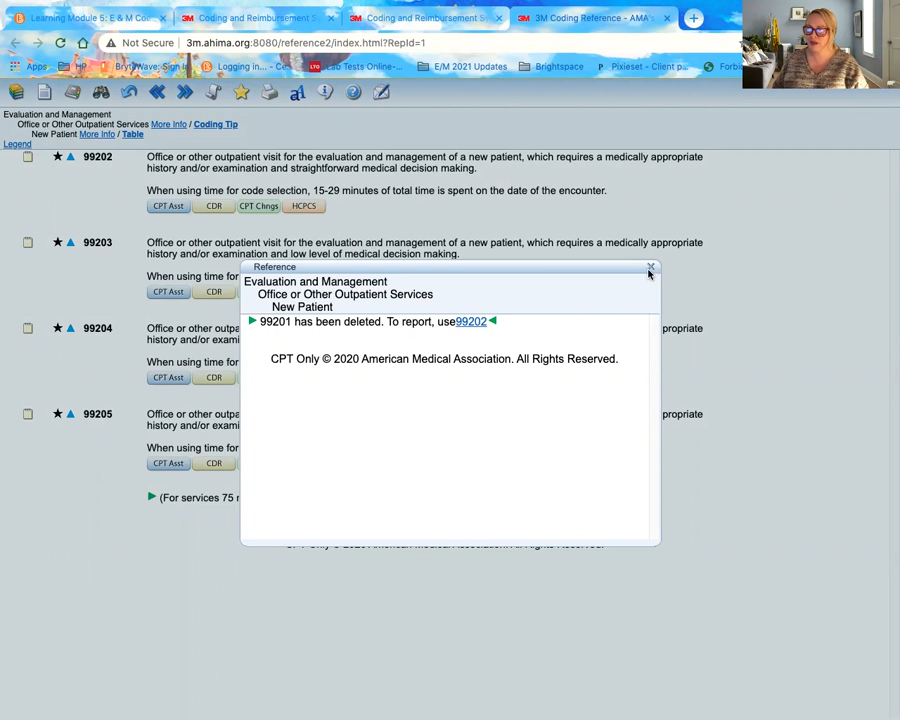 Learning Module 5: E & M Co
Coding and Reimbursement S
Coding and Reimbursement Sy
3M Coding Reference - AMA's
Not Secure
3m.ahima.org:8080/reference2/index.html?RepId=1
Apps
HP
BrytWave: Sign I
Logging in... - Ce
LTO
Lab Tests Online-...
E/M 2021 Updates
Brightspace
Pixieset - Client p...
Forb
Evaluation and Management
Office or Other Outpatient Services More Info / Coding Tip
New Patient More Info / Table
Legend
99202 Office or other outpatient visit for the evaluation and management of a new patient, which requires a medically appropriate
history and/or examination and straightforward medical decision making.
When using time for code selection, 15-29 minutes of total time is spent on the date of the encounter.
CPT Asst CDR CPT Chngs HCPCS
99203 Office or other outpatient visit for the evaluation and management of a new patient, which requires a medically appropriate
history and/or examination and low level of medical decision making.
When using time for
CPT Asst CDR
99204 Office or other outpa
history and/or exami
When using time for
CPT Asst CDR
99205 Office or other outpa propriate
history and/or exami
When using time for
CPT Asst CDR
(For services 75
Reference
Evaluation and Management
Office or Other Outpatient Services
New Patient
99201 has been deleted. To report, use99202
CPT Only © 2020 American Medical Association. All Rights Reserved.
propriate